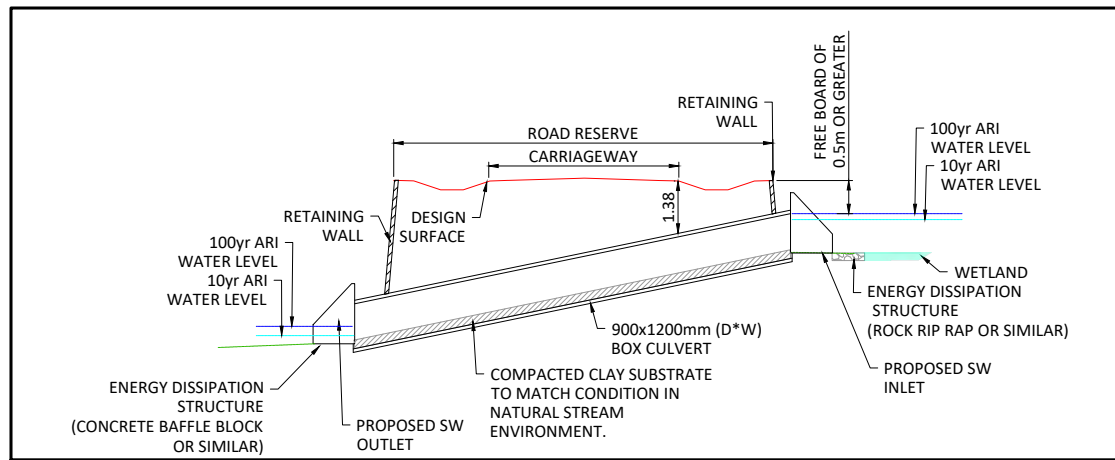 FREE BOARD OF
0.5m OR GREATER
RETAINING
WALL
ROAD RESERVE
CARRIAGEWAY
100yr ARI
WATER LEVEL
10yr ARI
WATER LEVEL
1.38
RETAINING
WALL
DESIGN
SURFACE
100yr ARI
WATER LEVEL
10yr ARI
WATER LEVEL
WETLAND
ENERGY DISSIPATION
STRUCTURE
(ROCK RIP RAP OR SIMILAR)
900x1200mm (D*W)
BOX CULVERT
PROPOSED SW
INLET
ENERGY DISSIPATION
STRUCTURE
(CONCRETE BAFFLE BLOCK
OR SIMILAR)
PROPOSED SW
OUTLET
COMPACTED CLAY SUBSTRATE
TO MATCH CONDITION IN
NATURAL STREAM
ENVIRONMENT.